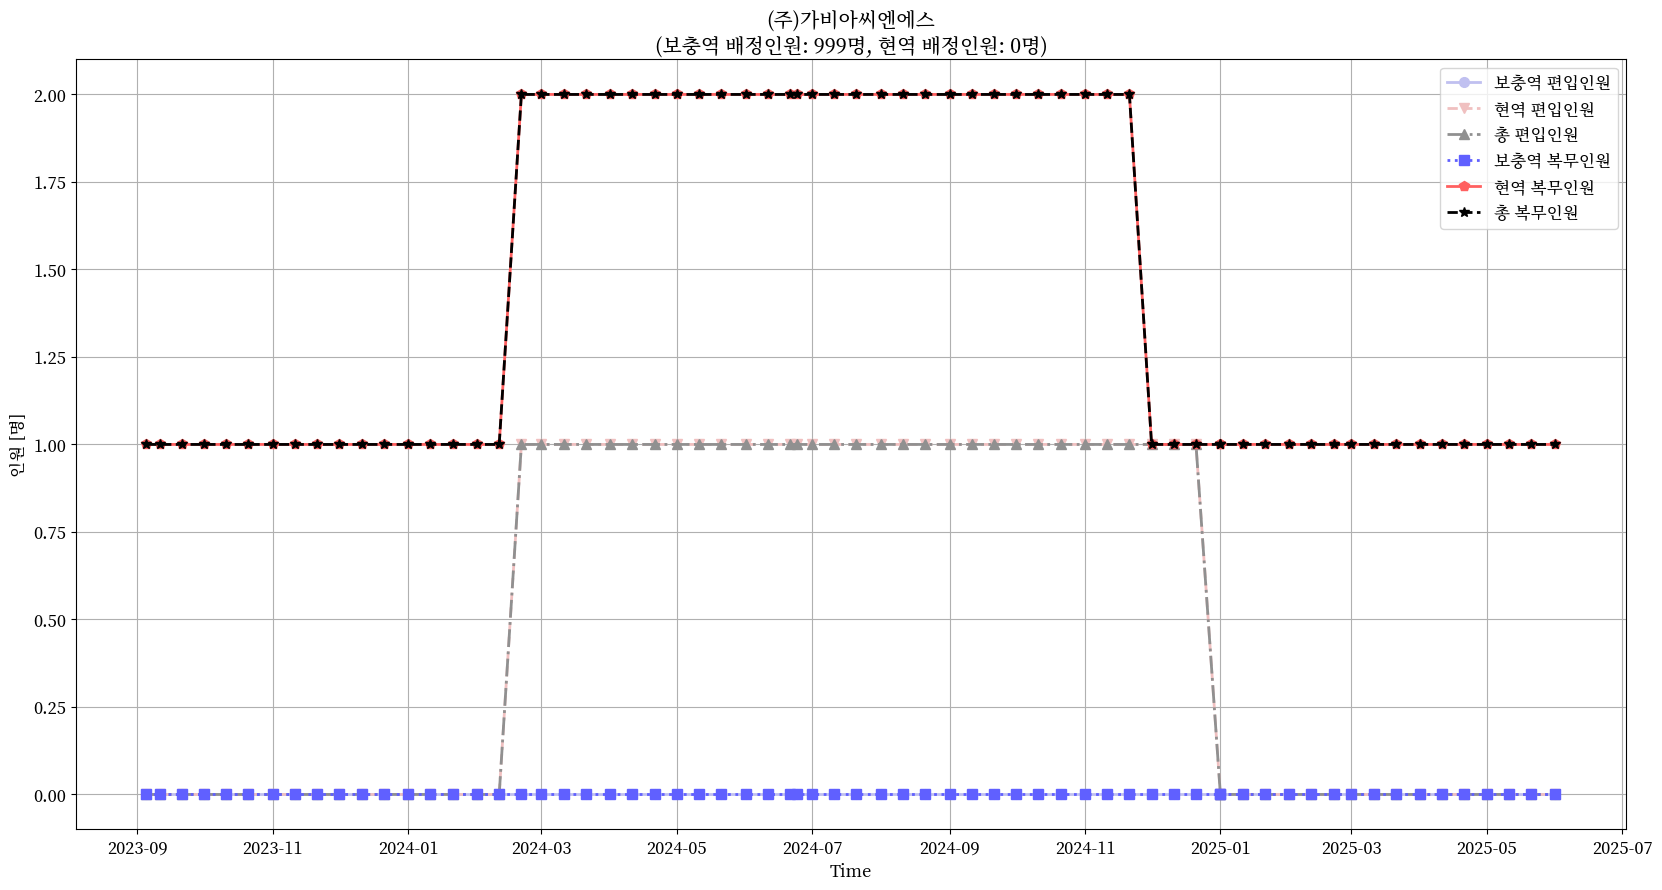 (주)가비아씨엔에스
(보충역 배정인원: 999명, 현역 배정인원: 0명)
보충역 편입인원
현역 편입인원
총 편입인원
보충역 복무인원
현역 복무인원
총 복무인원
인원 [명]
2.00
1.75
1.50
1.25
1.00
0.75
0.50
0.25
0.00
2023-09 2023-11 2024-01 2024-03 2024-05 2024-07 2024-09 2024-11 2025-01 2025-03 2025-05 2025-07
Time